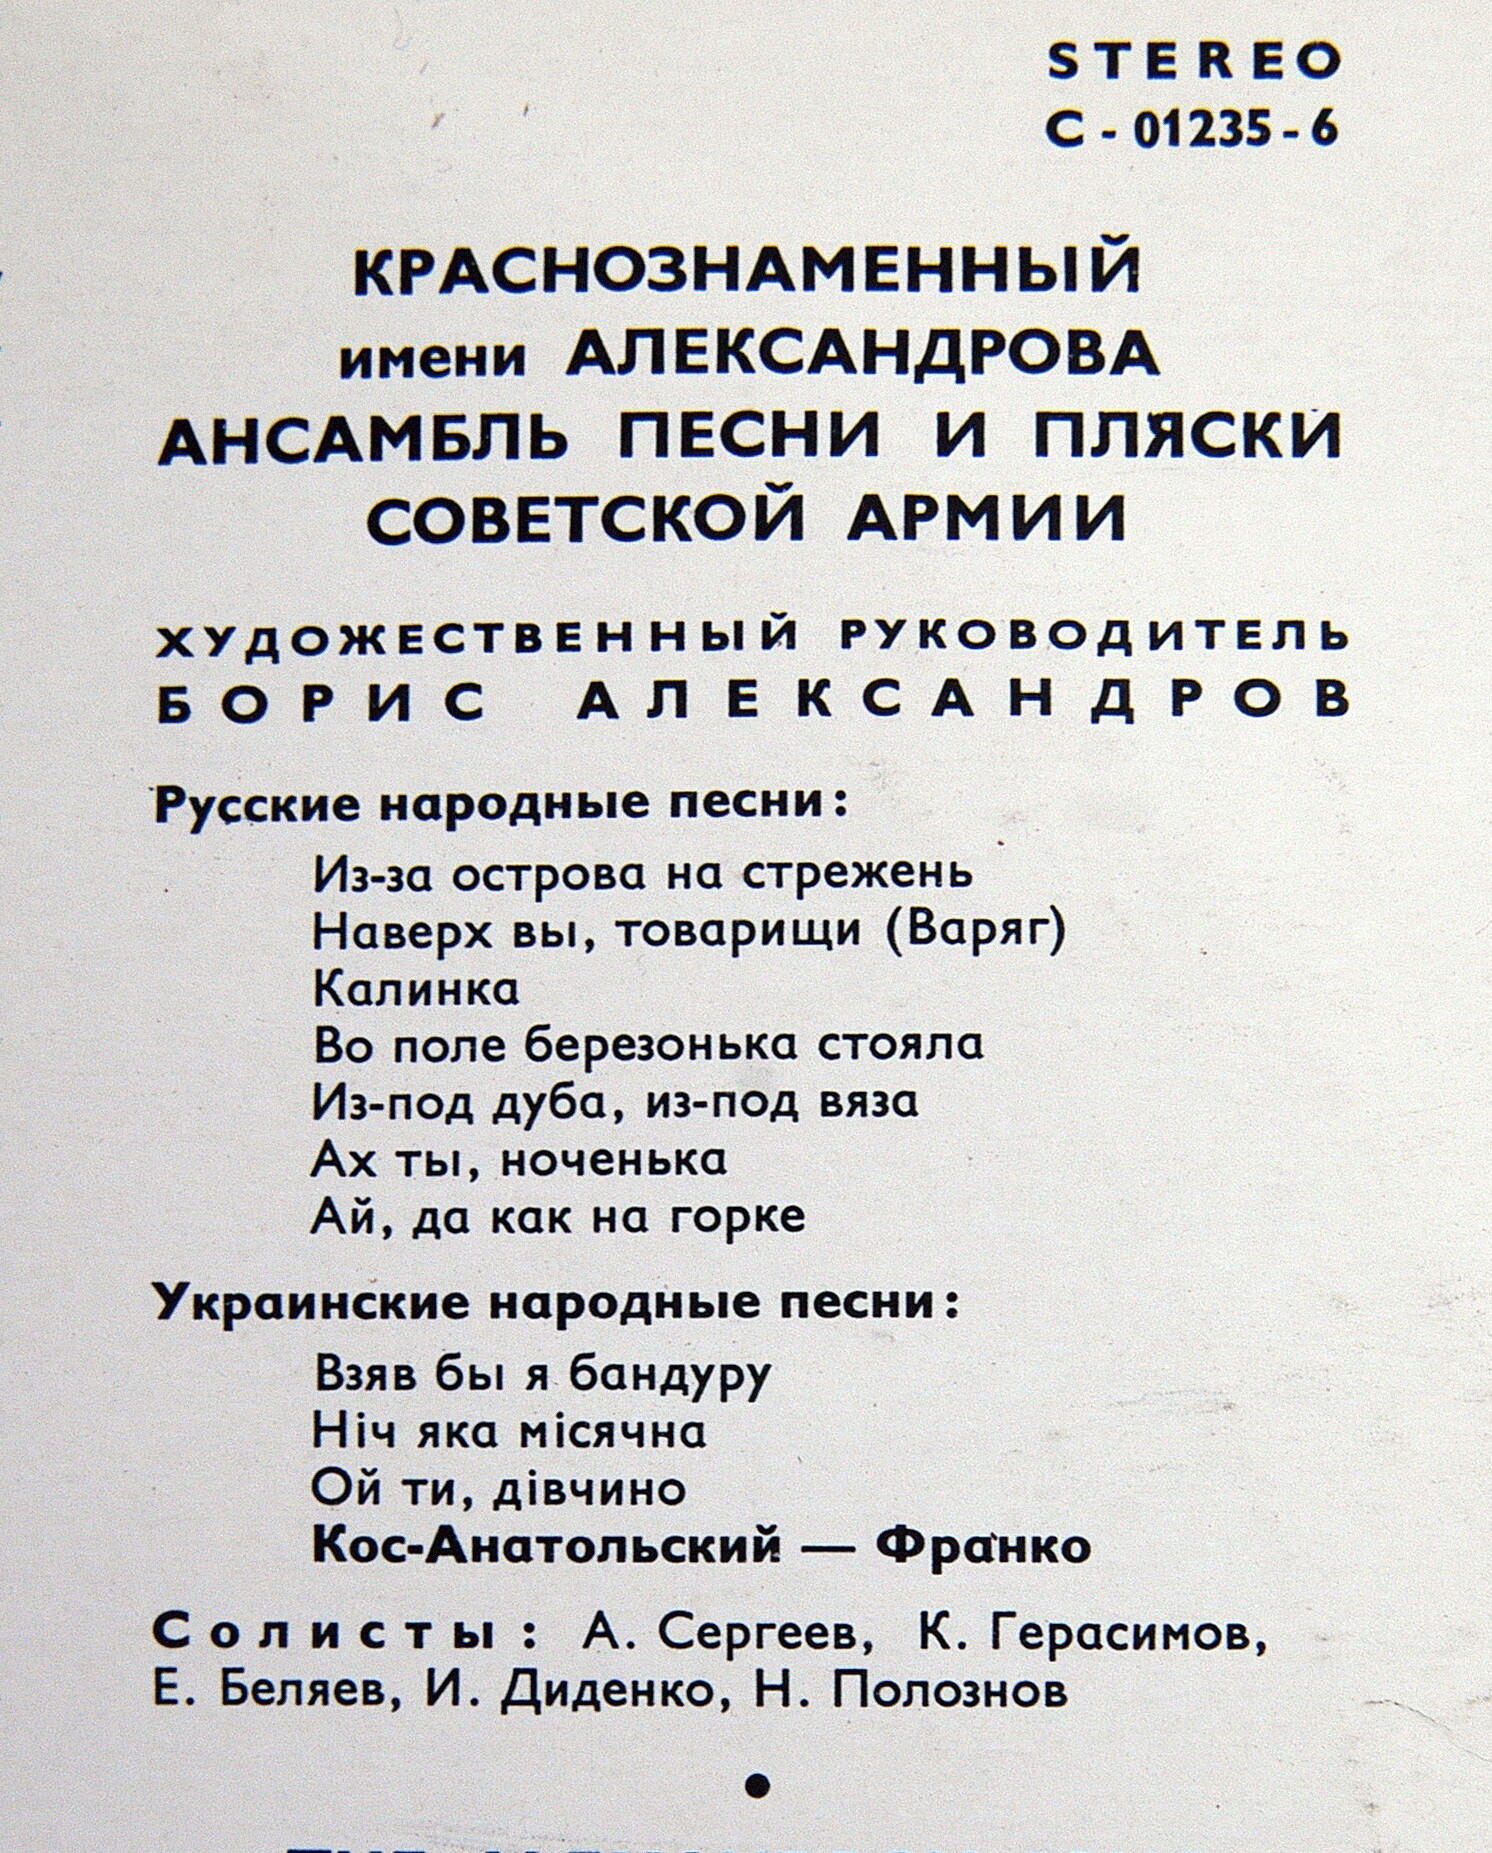 STEREO
С - 01235 - 6
КРАСНОЗНАМЕННЫЙ
имени АЛЕКСАНДРОВА
АНСАМБЛЬ ПЕСНИ И ПЛЯСКИ
СОВЕТСКОЙ АРМИИ
ХУДОЖЕСТВЕННЫЙ РУКОВОДИТЕЛЬ
БОРИС АЛЕКСАНДРОВ
Русские народные песни:
Из-за острова на стрежень
Наверх вы, товарищи (Варяг)
Калинка
Во поле березонька стояла
Из-под дуба, из-под вяза
Ах ты, ноченька
Ай, да как на горке
Украинские народные песни:
Взяв бы я бандуру
Ніч яка місячна
Ой ти, дівчино
Кос-Анатольский — Франко
Солисты: А. Сергеев, К. Герасимов,
Е. Беляев, И. Диденко, Н. Полознов